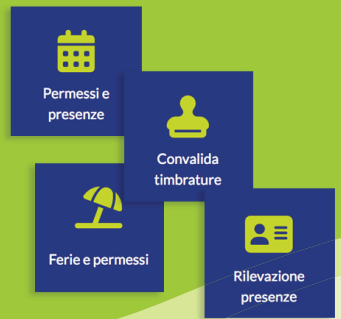 Permessi e
presenze
Convalida
timbrature
Ferie e permessi
Rilevazione
presenze